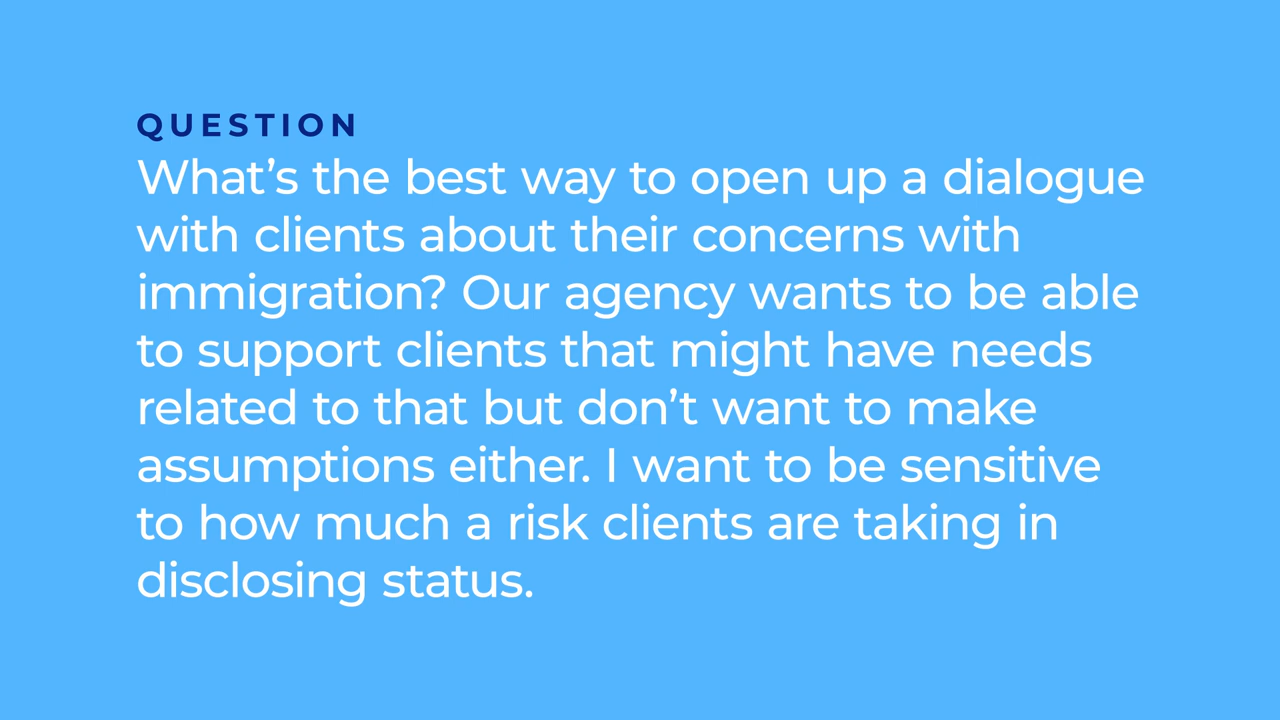 QUESTION
What’s the best way to open up a dialogue
with clients about their concerns with
immigration? Our agency wants to be able
to support clients that might have needs
related to that but don’t want to make
assumptions either. I want to be sensitive
to how much a risk clients are taking in
disclosing status.